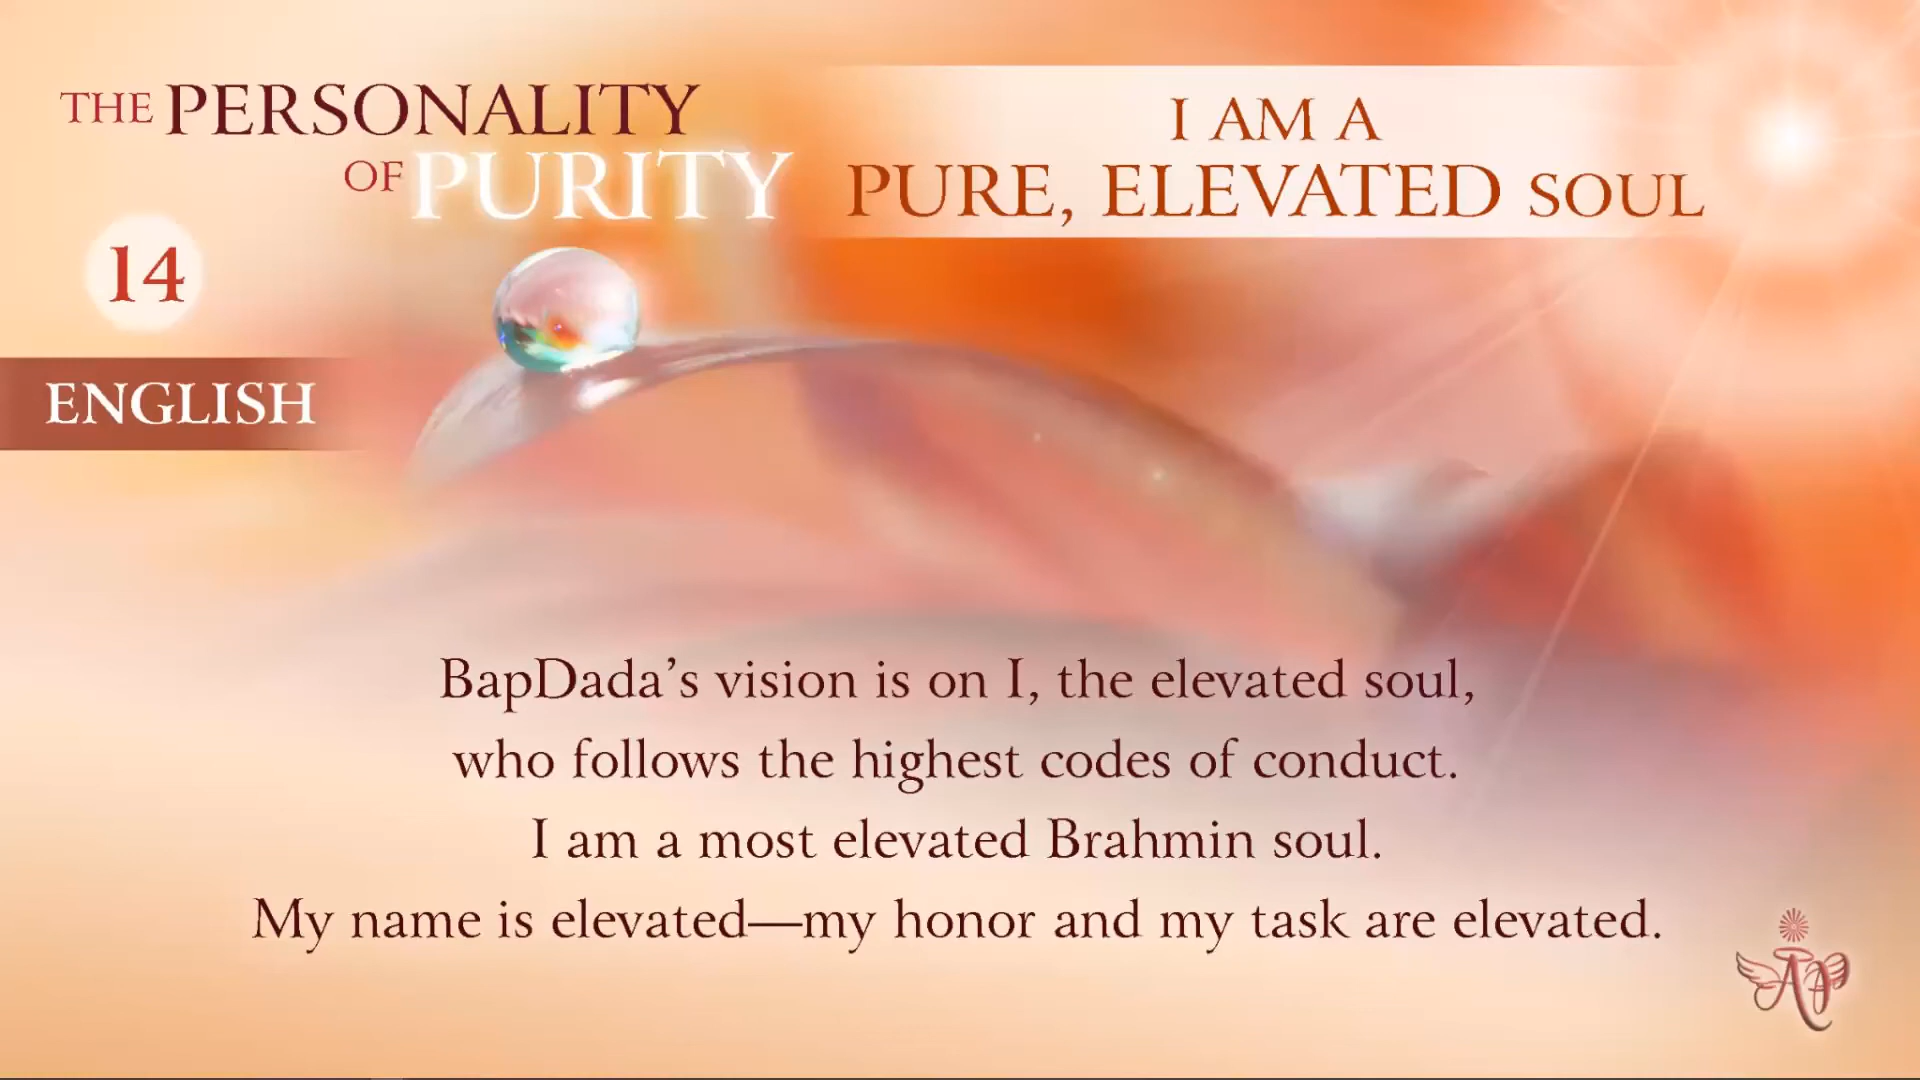 THE PERSONALITY
OF PURITY
I AM A
PURE, ELEVATED SOUL
14
ENGLISH
BapDada’s vision is on I, the elevated soul,
who follows the highest codes of conduct.
I am a most elevated Brahmin soul.
My name is elevated—my honor and my task are elevated.